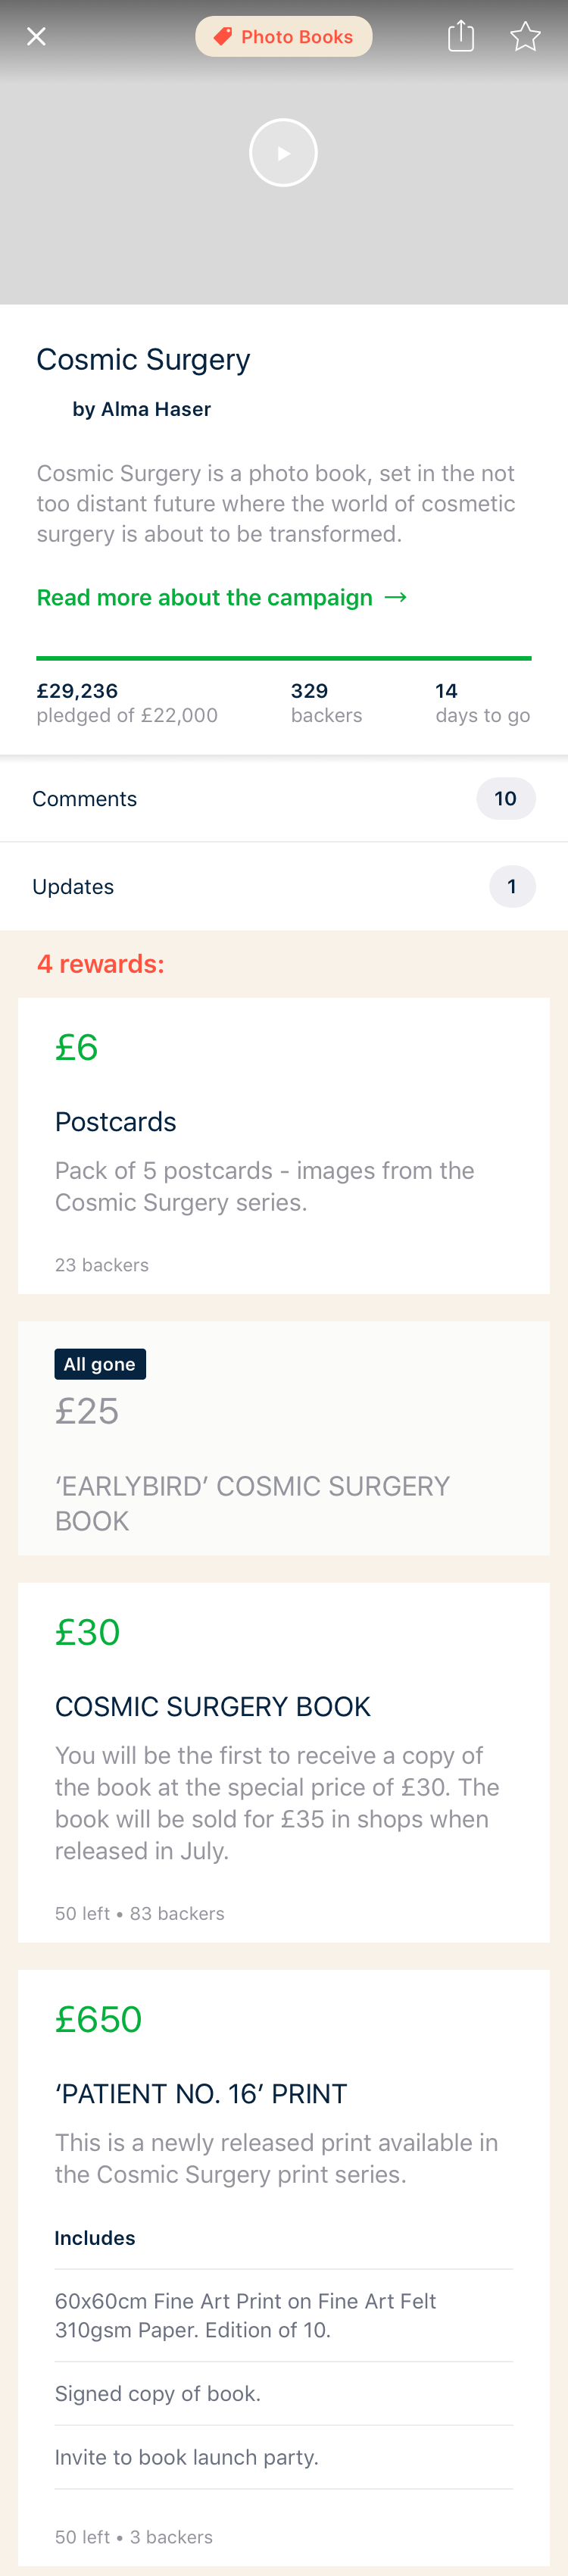 Photo Books
Cosmic Surgery
by Alma Haser
Cosmic Surgery is a photo book, set in the not
too distant future where the world of cosmetic
surgery is about to be transformed.
Read more about the campaign →
£29,236
pledged of £22,000
329
backers
14
days to go
Comments
10
Updates
1
4 rewards:
£6
Postcards
Pack of 5 postcards - images from the
Cosmic Surgery series.
23 backers
All gone
£25
‘EARLYBIRD’ COSMIC SURGERY
BOOK
£30
COSMIC SURGERY BOOK
You will be the first to receive a copy of
the book at the special price of £30. The
book will be sold for £35 in shops when
released in July.
50 left • 83 backers
£650
‘PATIENT NO. 16’ PRINT
This is a newly released print available in
the Cosmic Surgery print series.
Includes
60x60cm Fine Art Print on Fine Art Felt
310gsm Paper. Edition of 10.
Signed copy of book.
Invite to book launch party.
50 left • 3 backers